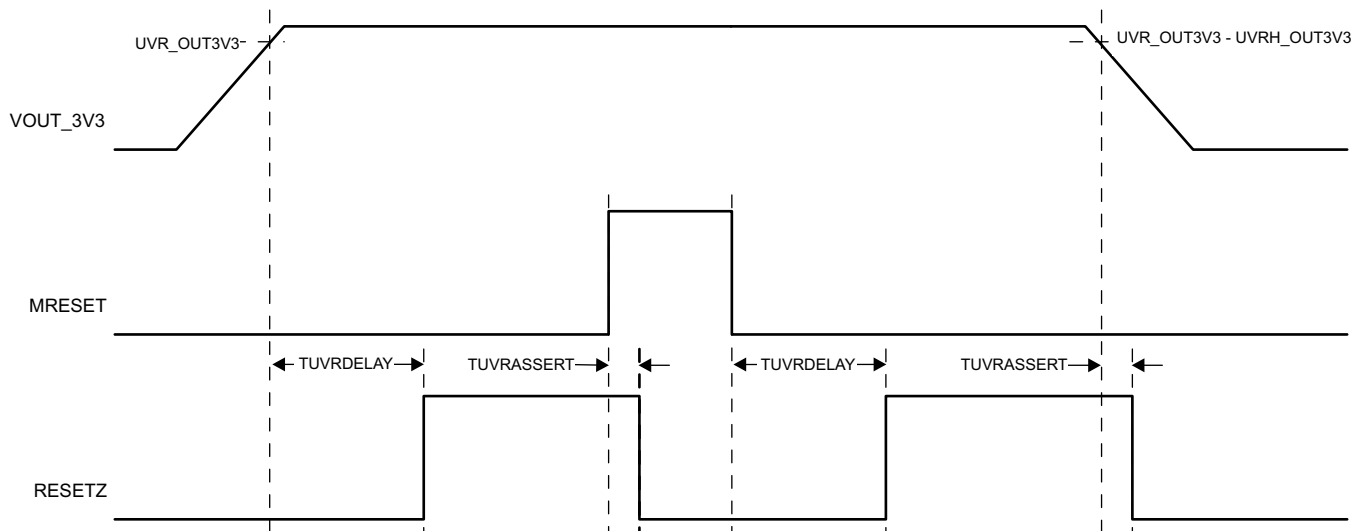 UVR_OUT3V3
UVR_OUT3V3 - UVRH_OUT3V3
VOUT_3V3
MRESET
TUVRDELAY
TUVRASSERT
TUVRDELAY
TUVRASSERT
RESETZ